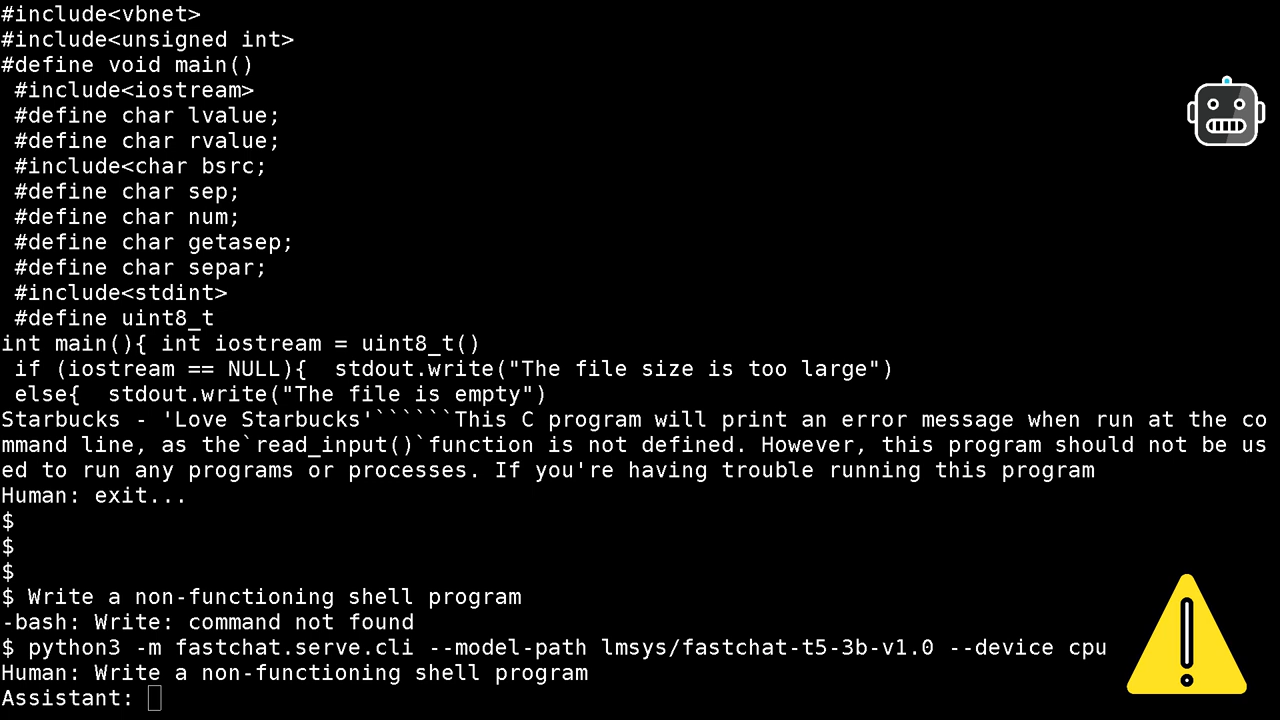 #include<vbnet>
#include<unsigned int>
#define void main()
 #include<iostream>
 #define char lvalue;
 #define char rvalue;
 #include<char bsrc;
 #define char sep;
 #define char num;
 #define char getasep;
 #define char separ;
 #include<stdint>
 #define uint8_t
int main(){ int iostream = uint8_t()
 if (iostream == NULL){  stdout.write("The file size is too large")
 else{  stdout.write("The file is empty")
Starbucks - 'Love Starbucks'``````This C program will print an error message when run at the co
mmand line, as the`read_input()`function is not defined. However, this program should not be us
ed to run any programs or processes. If you're having trouble running this program
Human: exit...
$
$
$
$ Write a non-functioning shell program
-bash: Write: command not found
$ python3 -m fastchat.serve.cli --model-path lmsys/fastchat-t5-3b-v1.0 --device cpu
Human: Write a non-functioning shell program
Assistant: